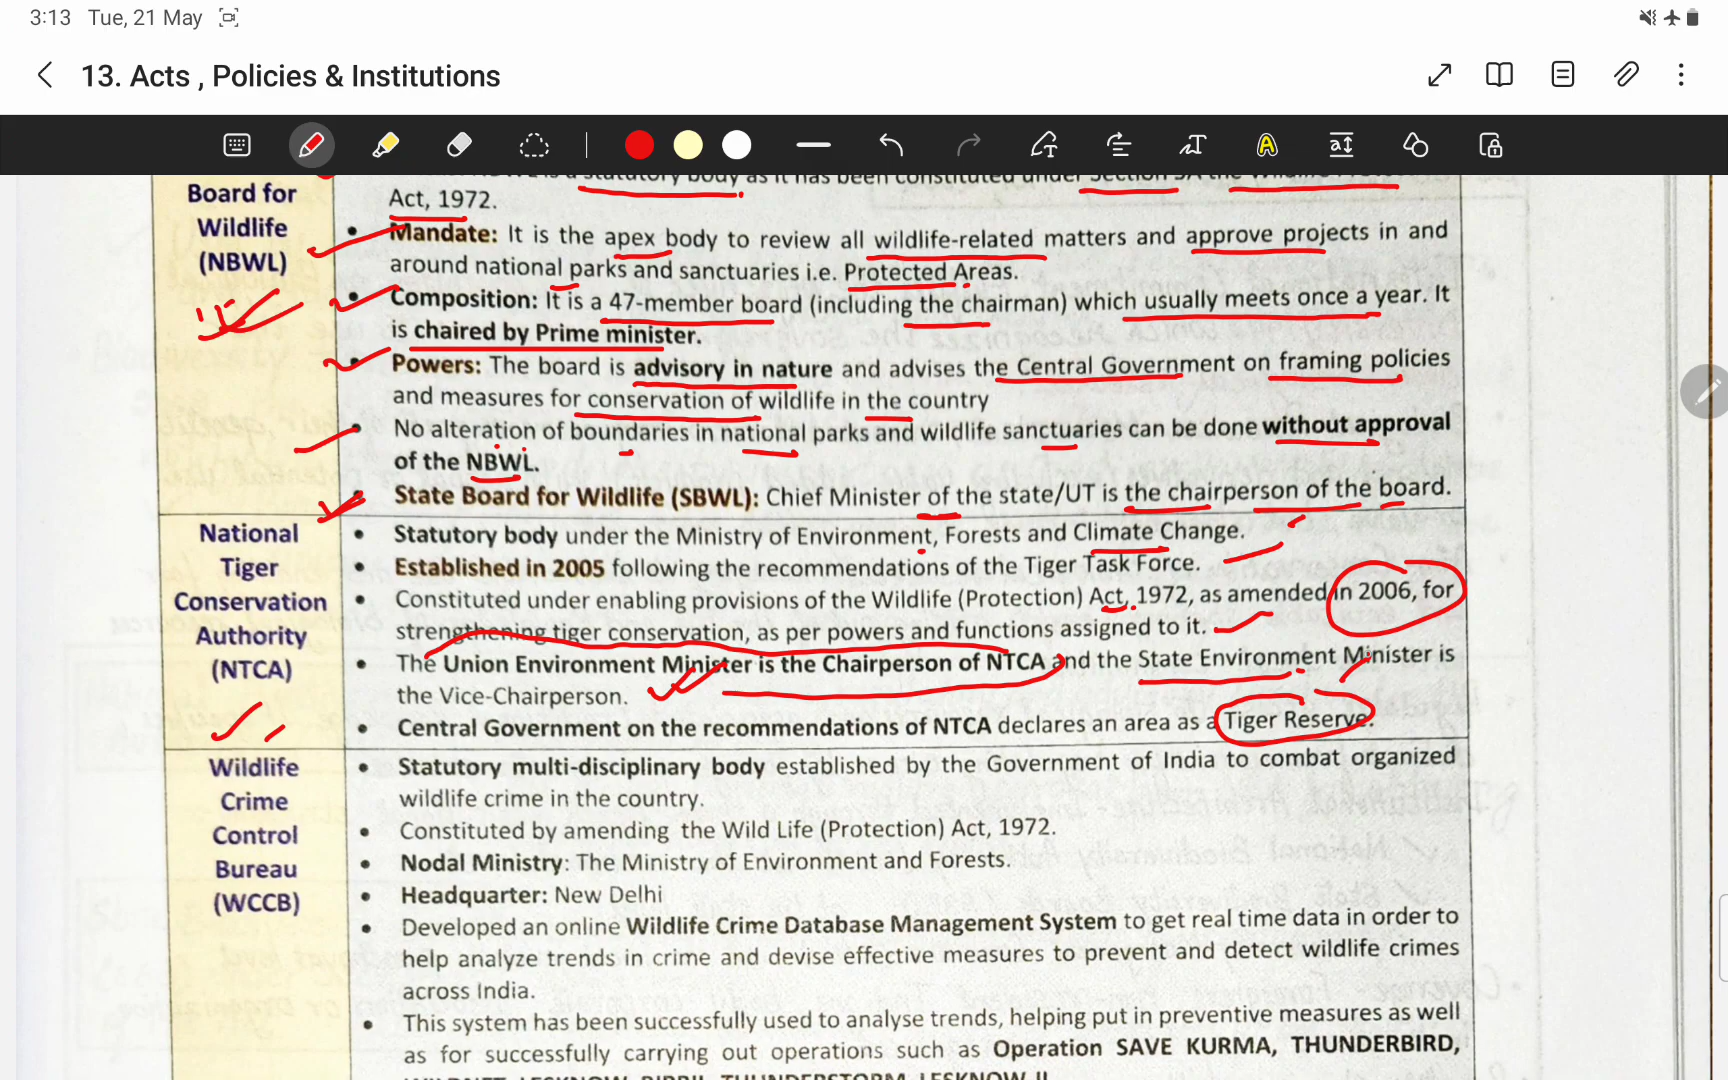 3:13 Tue, 21 May
13. Acts , Policies & Institutions
Board for
Wildlife
(NBWL)
statutory body as it has been constituted under Section 5A the Wildlife
Act, 1972.
• Mandate: It is the apex body to review all wildlife-related matters and approve projects in and
around national parks and sanctuaries i.e. Protected Areas.
• Composition: It is a 47-member board (including the chairman) which usually meets once a year. It
is chaired by Prime minister.
• Powers: The board is advisory in nature and advises the Central Government on framing policies
and measures for conservation of wildlife in the country
• No alteration of boundaries in national parks and wildlife sanctuaries can be done without approval
of the NBWL.
• State Board for Wildlife (SBWL): Chief Minister of the state/UT is the chairperson of the board.
National
Tiger
Conservation
Authority
(NTCA)
• Statutory body under the Ministry of Environment, Forests and Climate Change.
• Established in 2005 following the recommendations of the Tiger Task Force.
• Constituted under enabling provisions of the Wildlife (Protection) Act, 1972, as amended in 2006, for
strengthening tiger conservation, as per powers and functions assigned to it.
• The Union Environment Minister is the Chairperson of NTCA and the State Environment Minister is
the Vice-Chairperson.
• Central Government on the recommendations of NTCA declares an area as a Tiger Reserve.
Wildlife
Crime
Control
Bureau
(WCCB)
• Statutory multi-disciplinary body established by the Government of India to combat organized
wildlife crime in the country.
• Constituted by amending the Wild Life (Protection) Act, 1972.
• Nodal Ministry: The Ministry of Environment and Forests.
• Headquarter: New Delhi
• Developed an online Wildlife Crime Database Management System to get real time data in order to
help analyze trends in crime and devise effective measures to prevent and detect wildlife crimes
across India.
• This system has been successfully used to analyse trends, helping put in preventive measures as well
as for successfully carrying out operations such as Operation SAVE KURMA, THUNDERBIRD,